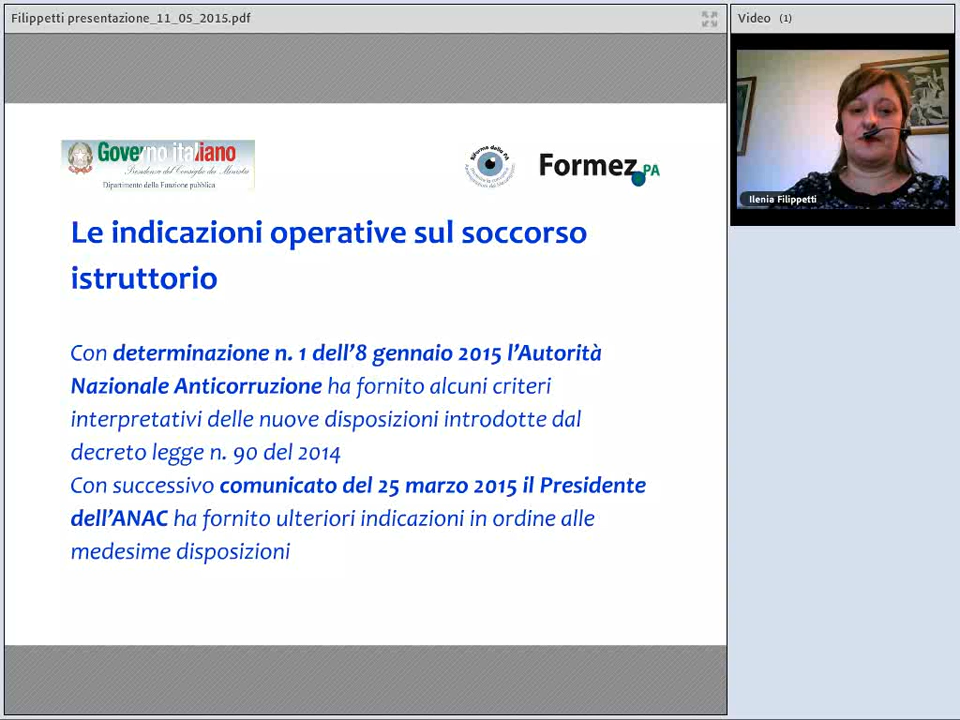 Filippetti presentazione_11_05_2015.pdf
Video (1)
Governo italiano
Presidenza del Consiglio dei Ministri
Dipartimento della Funzione pubblica
Riforma della PA
Formez PA
Ilenia Filippetti
Le indicazioni operative sul soccorso
istruttorio
Con determinazione n. 1 dell’8 gennaio 2015 l’Autorità
Nazionale Anticorruzione ha fornito alcuni criteri
interpretativi delle nuove disposizioni introdotte dal
decreto legge n. 90 del 2014
Con successivo comunicato del 25 marzo 2015 il Presidente
dell’ANAC ha fornito ulteriori indicazioni in ordine alle
medesime disposizioni